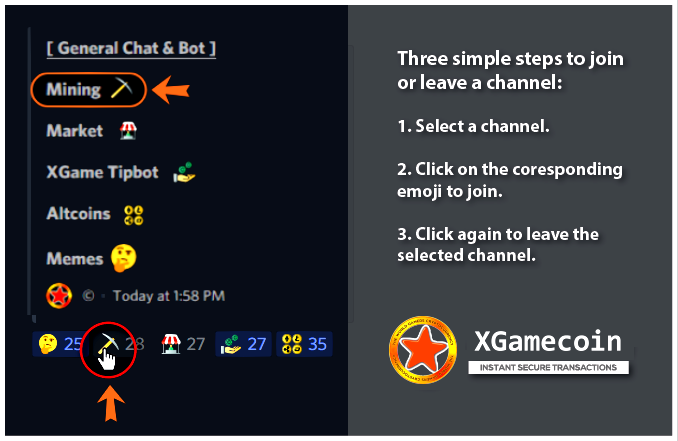 [ General Chat & Bot ]
Mining
Market
XGame Tipbot
Altcoins
Memes
© • Today at 1:58 PM
25 28 27 27 35
Three simple steps to join
or leave a channel:
1. Select a channel.
2. Click on the coresponding
emoji to join.
3. Click again to leave the
selected channel.
XGamecoin
INSTANT SECURE TRANSACTIONS